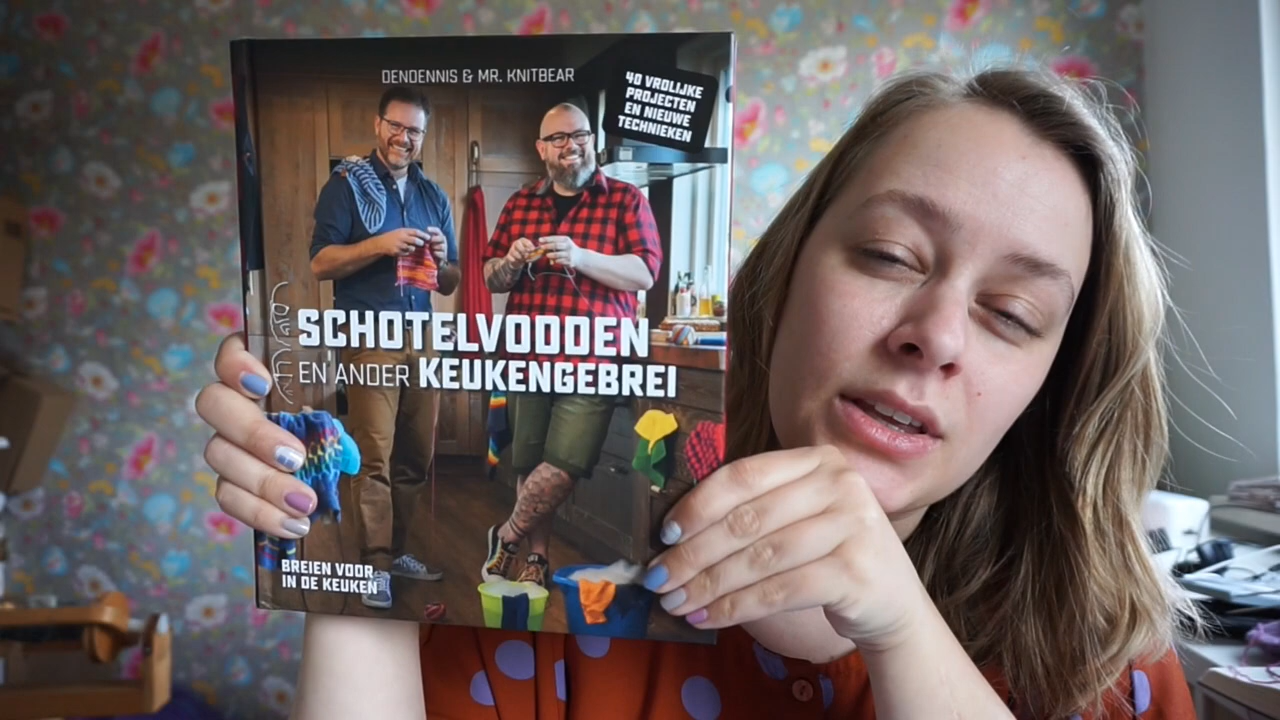 DENDENNIS & MR. KNITBEAR
40 VROLIJKE
PROJECTEN
EN NIEUWE
TECHNIEKEN
SCHOTELVODDEN
EN ANDER KEUKENGEBREI
BREIEN VOOR
IN DE KEUKEN